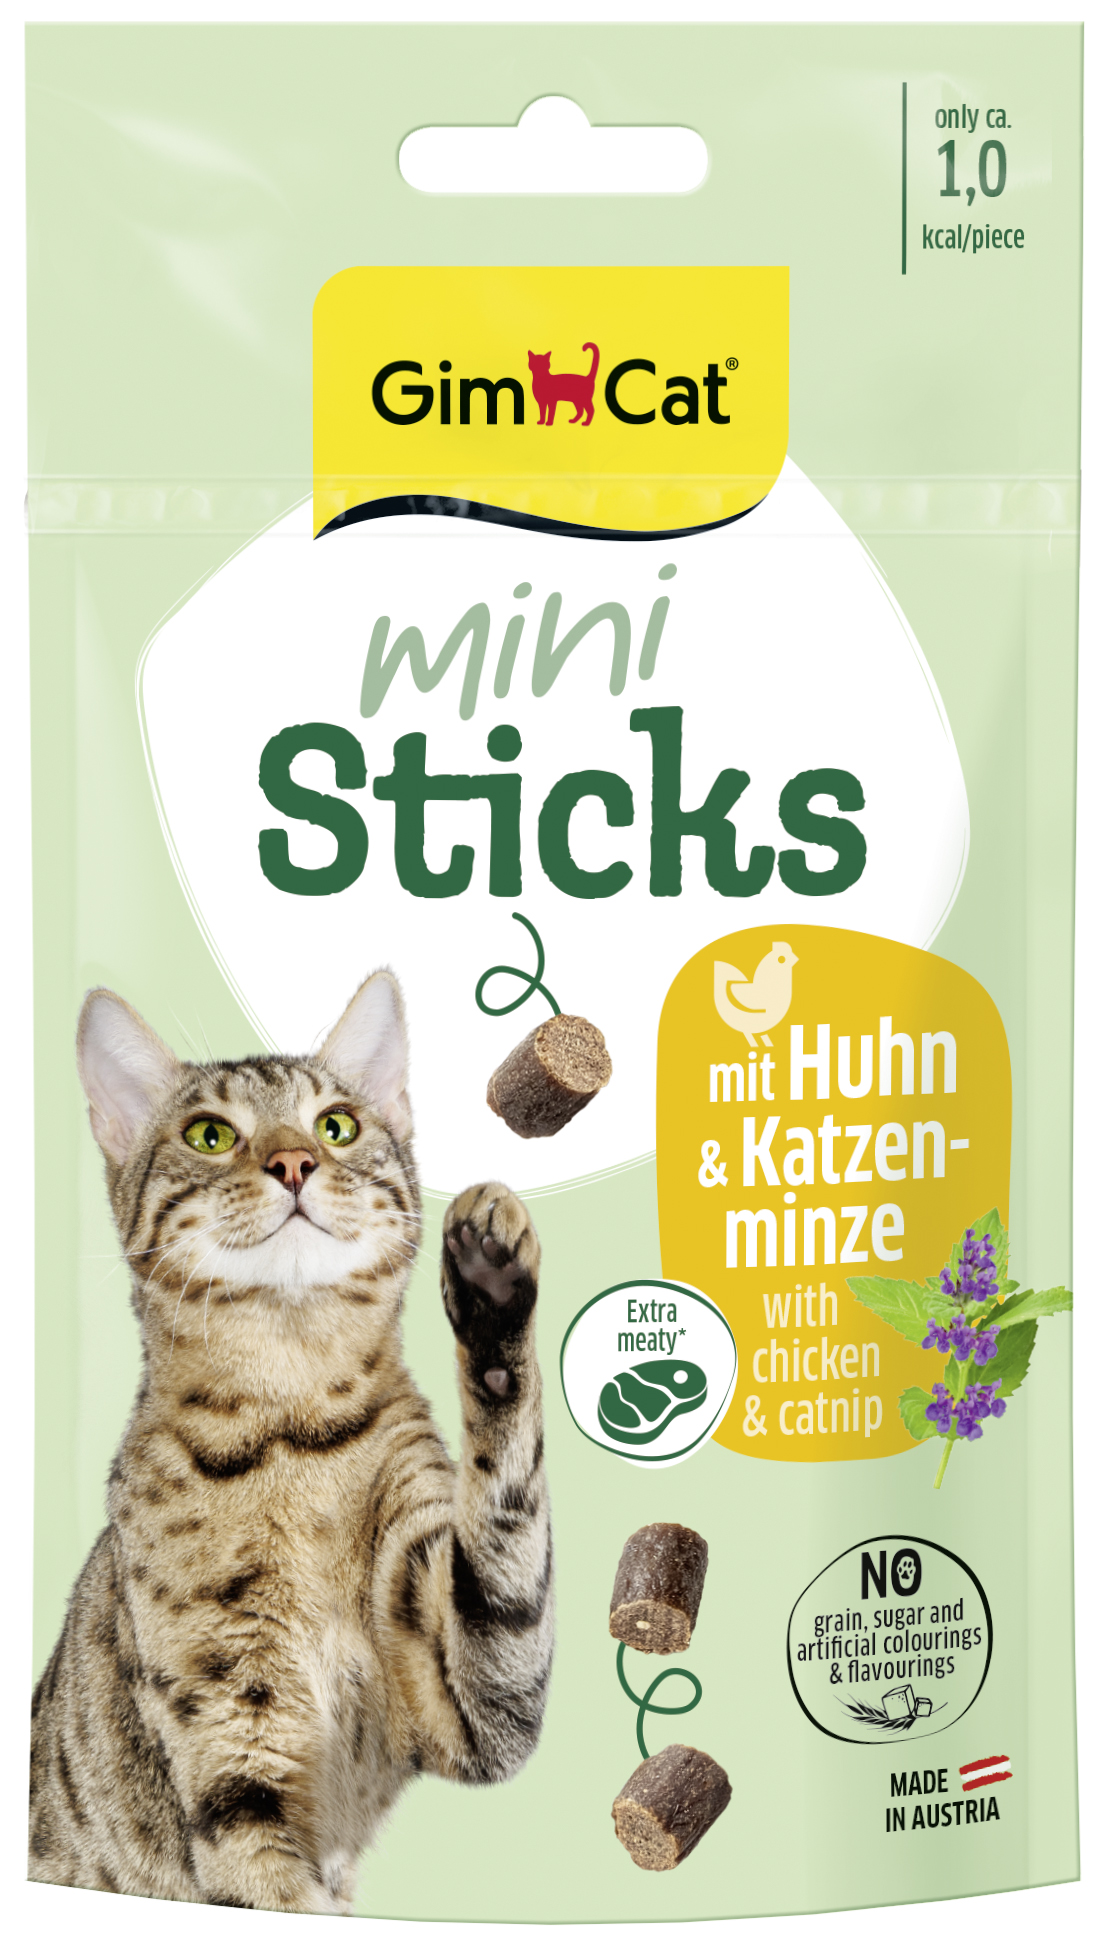 only ca.
1,0
kcal/piece
GimCat®
mini
Sticks
mit Huhn
& Katzen-
minze
with
chicken
& catnip
Extra
meaty*
NO
grain, sugar and
artificial colourings
& flavourings
MADE
IN AUSTRIA